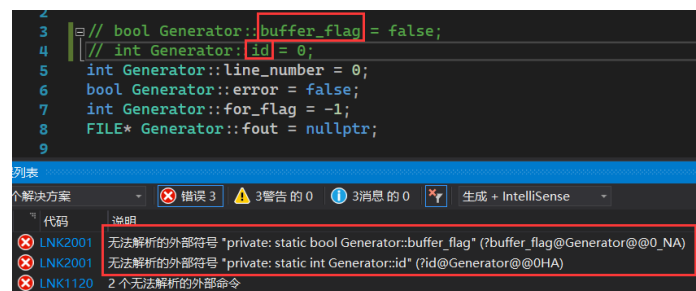 2
3 // bool Generator::buffer_flag = false;
4 // int Generator::id = 0;
5 int Generator::line_number = 0;
6 bool Generator::error = false;
7 int Generator::for_flag = -1;
8 FILE* Generator::fout = nullptr;
9
列表
个解决方案 错误 3 3警告 的 0 3消息 的 0 生成 + IntelliSense
代码 说明
LNK2001 无法解析的外部符号 "private: static bool Generator::buffer_flag" (?buffer_flag@Generator@@0_NA)
LNK2001 无法解析的外部符号 "private: static int Generator::id" (?id@Generator@@0HA)
LNK1120 2 个无法解析的外部命令